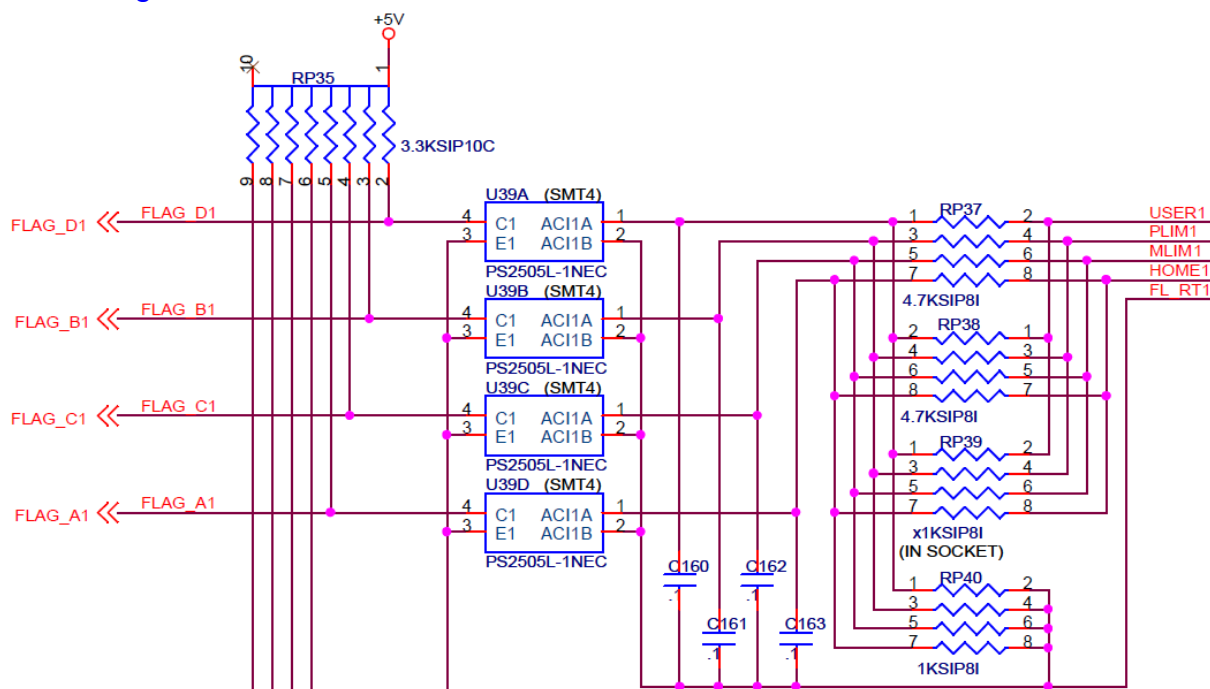 +5V
10
1
RP35
3.3KSIP10C
9 8 7 6 5 4 3 2
FLAG_D1
FLAG_D1
U39A (SMT4)
4 C1 ACI1A 1
3 E1 ACI1B 2
PS2505L-1NEC
FLAG_B1
FLAG_B1
U39B (SMT4)
4 C1 ACI1A 1
3 E1 ACI1B 2
PS2505L-1NEC
FLAG_C1
FLAG_C1
U39C (SMT4)
4 C1 ACI1A 1
3 E1 ACI1B 2
PS2505L-1NEC
FLAG_A1
FLAG_A1
U39D (SMT4)
4 C1 ACI1A 1
3 E1 ACI1B 2
PS2505L-1NEC
C160
.1
C161
.1
C162
.1
C163
.1
RP37
1 2
3 4
5 6
7 8
4.7KSIP8I
RP38
2 1
4 3
6 5
8 7
4.7KSIP8I
RP39
1 2
3 4
5 6
7 8
x1KSIP8I
(IN SOCKET)
RP40
1 2
3 4
5 6
7 8
1KSIP8I
USER1
PLIM1
MLIM1
HOME1
FL_RT1